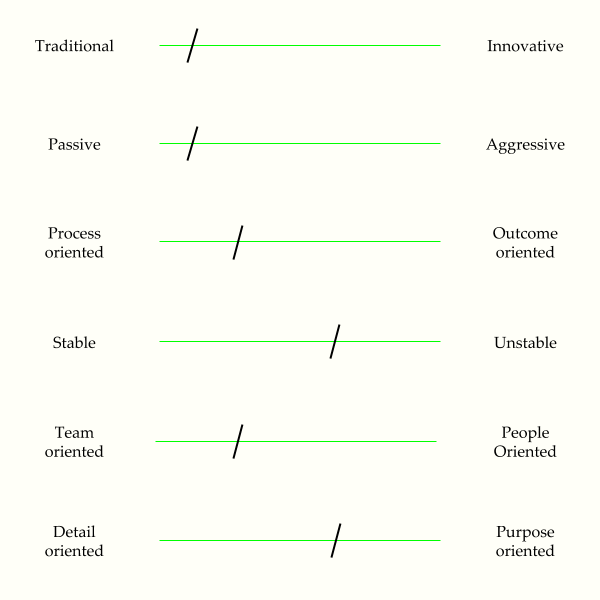 Traditional
Innovative
Passive
Aggressive
Process
oriented
Outcome
oriented
Stable
Unstable
Team
oriented
People
Oriented
Detail
oriented
Purpose
oriented